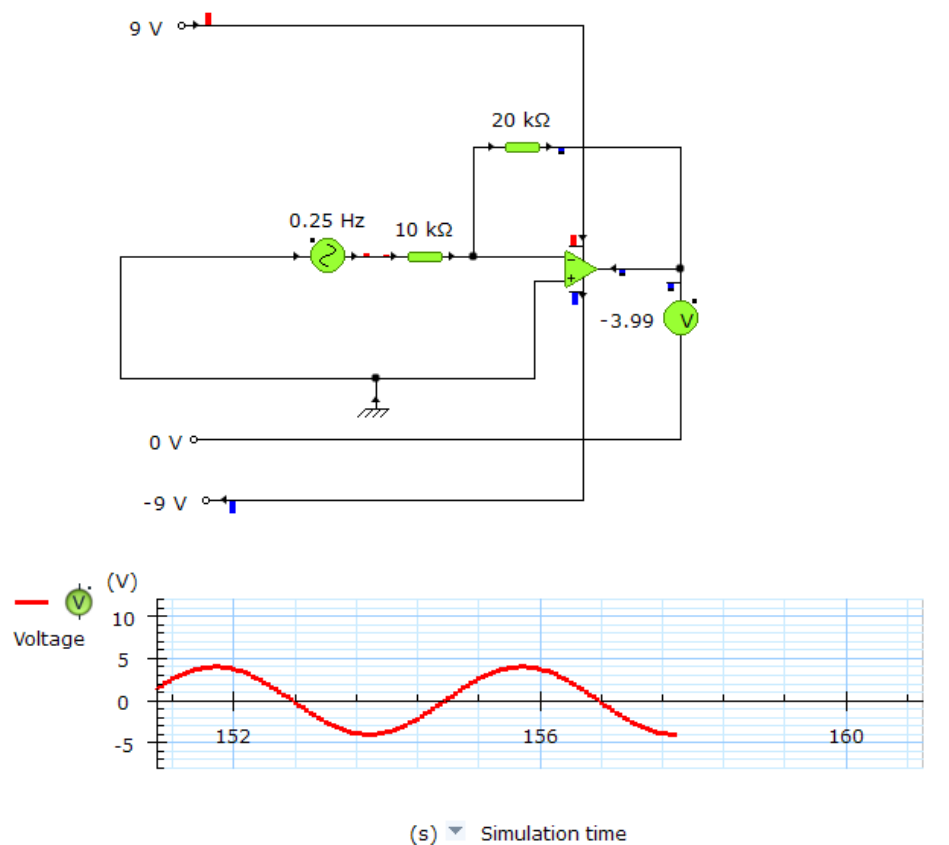 9 V
20 kΩ
0.25 Hz
10 kΩ
−
+
-3.99
V
0 V
-9 V
(V)
V
Voltage
10
5
0
-5
152
156
160
(s)
Simulation time